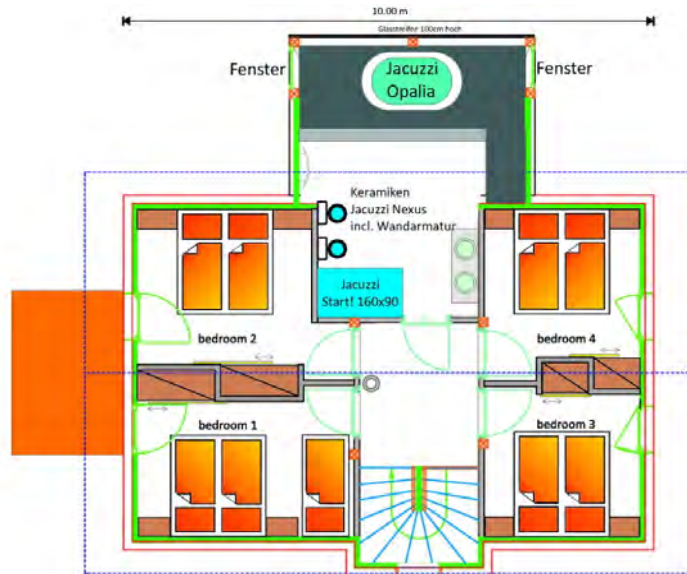 10.00 m
Glasstreifen 100cm hoch
Fenster
Jacuzzi
Opalia
Fenster
Keramiken
Jacuzzi Nexus
incl. Wandarmatur
Jacuzzi
Start! 160x90
bedroom 2
bedroom 4
bedroom 1
bedroom 3